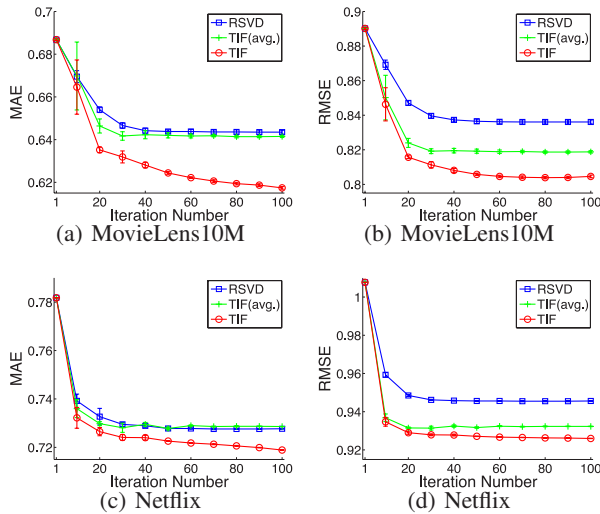 0.7
0.68
0.66
0.64
0.62
MAE
RSVD
TIF(avg.)
TIF
1 20 40 60 80 100
Iteration Number
(a) MovieLens10M
0.9
0.88
0.86
0.84
0.82
0.8
RMSE
RSVD
TIF(avg.)
TIF
1 20 40 60 80 100
Iteration Number
(b) MovieLens10M
0.78
0.76
0.74
0.72
MAE
RSVD
TIF(avg.)
TIF
1 20 40 60 80 100
Iteration Number
(c) Netflix
1
0.98
0.96
0.94
0.92
RMSE
RSVD
TIF(avg.)
TIF
1 20 40 60 80 100
Iteration Number
(d) Netflix